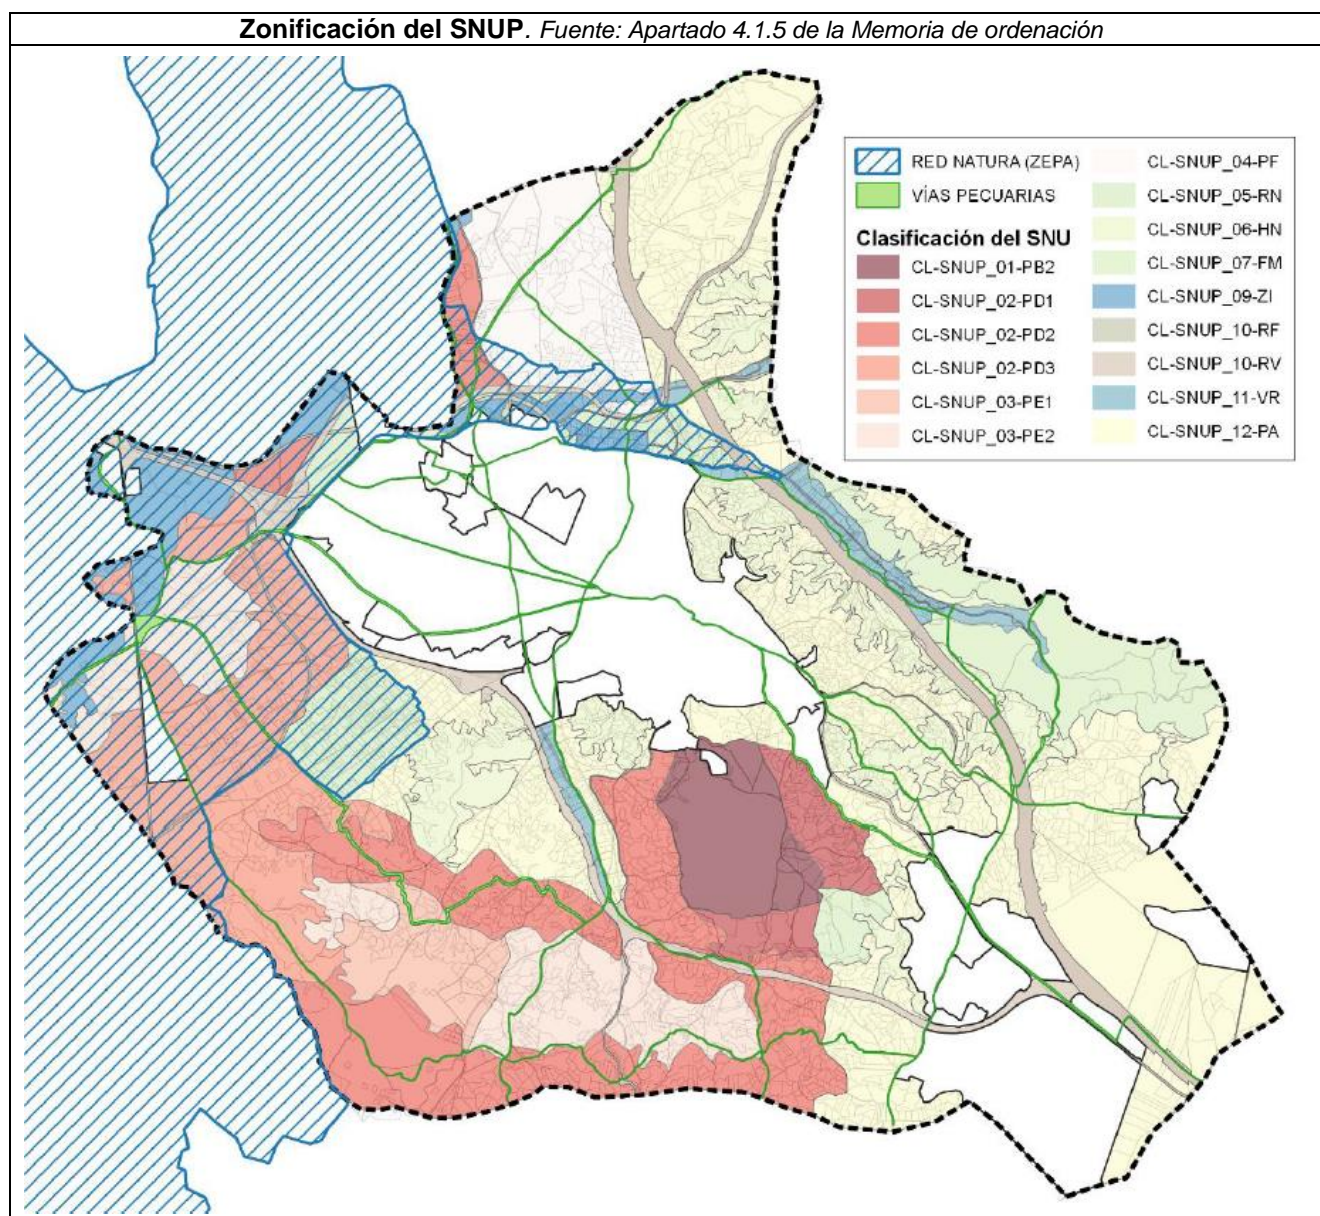 Zonificación del SNUP. Fuente: Apartado 4.1.5 de la Memoria de ordenación
RED NATURA (ZEPA)
VÍAS PECUARIAS
Clasificación del SNU
CL-SNUP_01-PB2
CL-SNUP_02-PD1
CL-SNUP_02-PD2
CL-SNUP_02-PD3
CL-SNUP_03-PE1
CL-SNUP_03-PE2
CL-SNUP_04-PF
CL-SNUP_05-RN
CL-SNUP_06-HN
CL-SNUP_07-FM
CL-SNUP_09-ZI
CL-SNUP_10-RF
CL-SNUP_10-RV
CL-SNUP_11-VR
CL-SNUP_12-PA